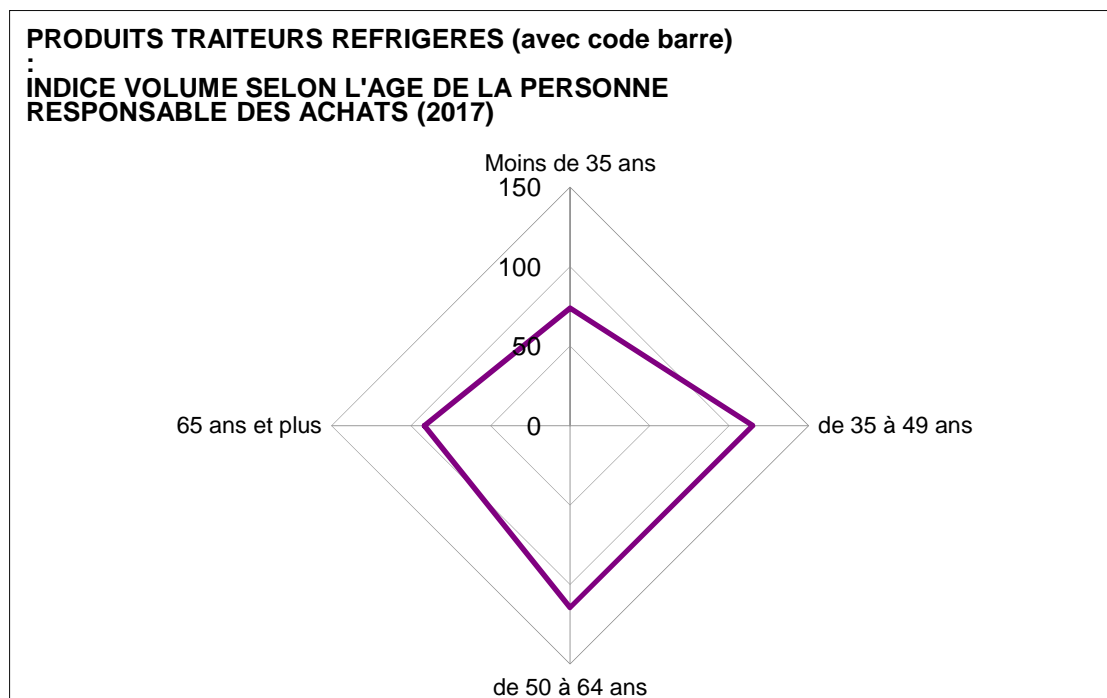 PRODUITS TRAITEURS REFRIGERES (avec code barre)
:
INDICE VOLUME SELON L'AGE DE LA PERSONNE
RESPONSABLE DES ACHATS (2017)
Moins de 35 ans
150
100
50
65 ans et plus
0
de 35 à 49 ans
de 50 à 64 ans